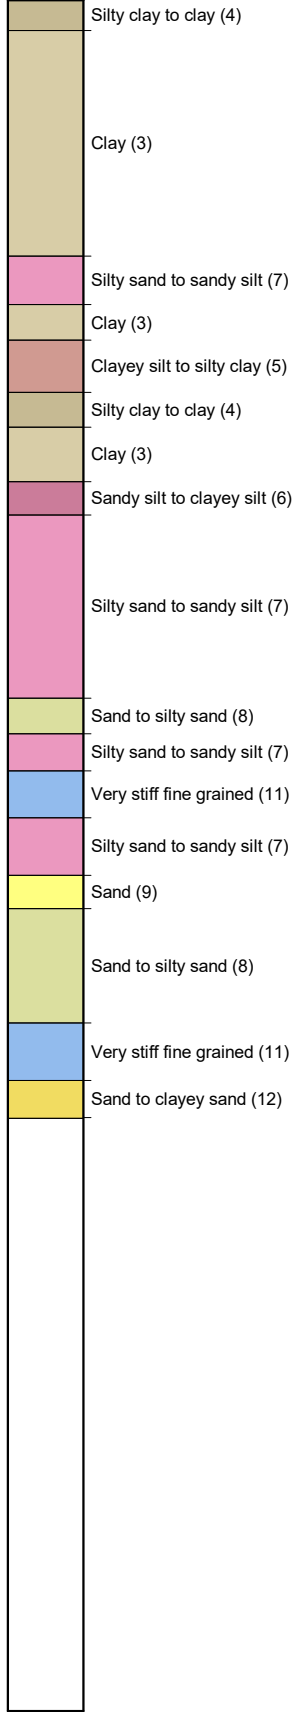 Silty clay to clay (4)
Clay (3)
Silty sand to sandy silt (7)
Clay (3)
Clayey silt to silty clay (5)
Silty clay to clay (4)
Clay (3)
Sandy silt to clayey silt (6)
Silty sand to sandy silt (7)
Sand to silty sand (8)
Silty sand to sandy silt (7)
Very stiff fine grained (11)
Silty sand to sandy silt (7)
Sand (9)
Sand to silty sand (8)
Very stiff fine grained (11)
Sand to clayey sand (12)